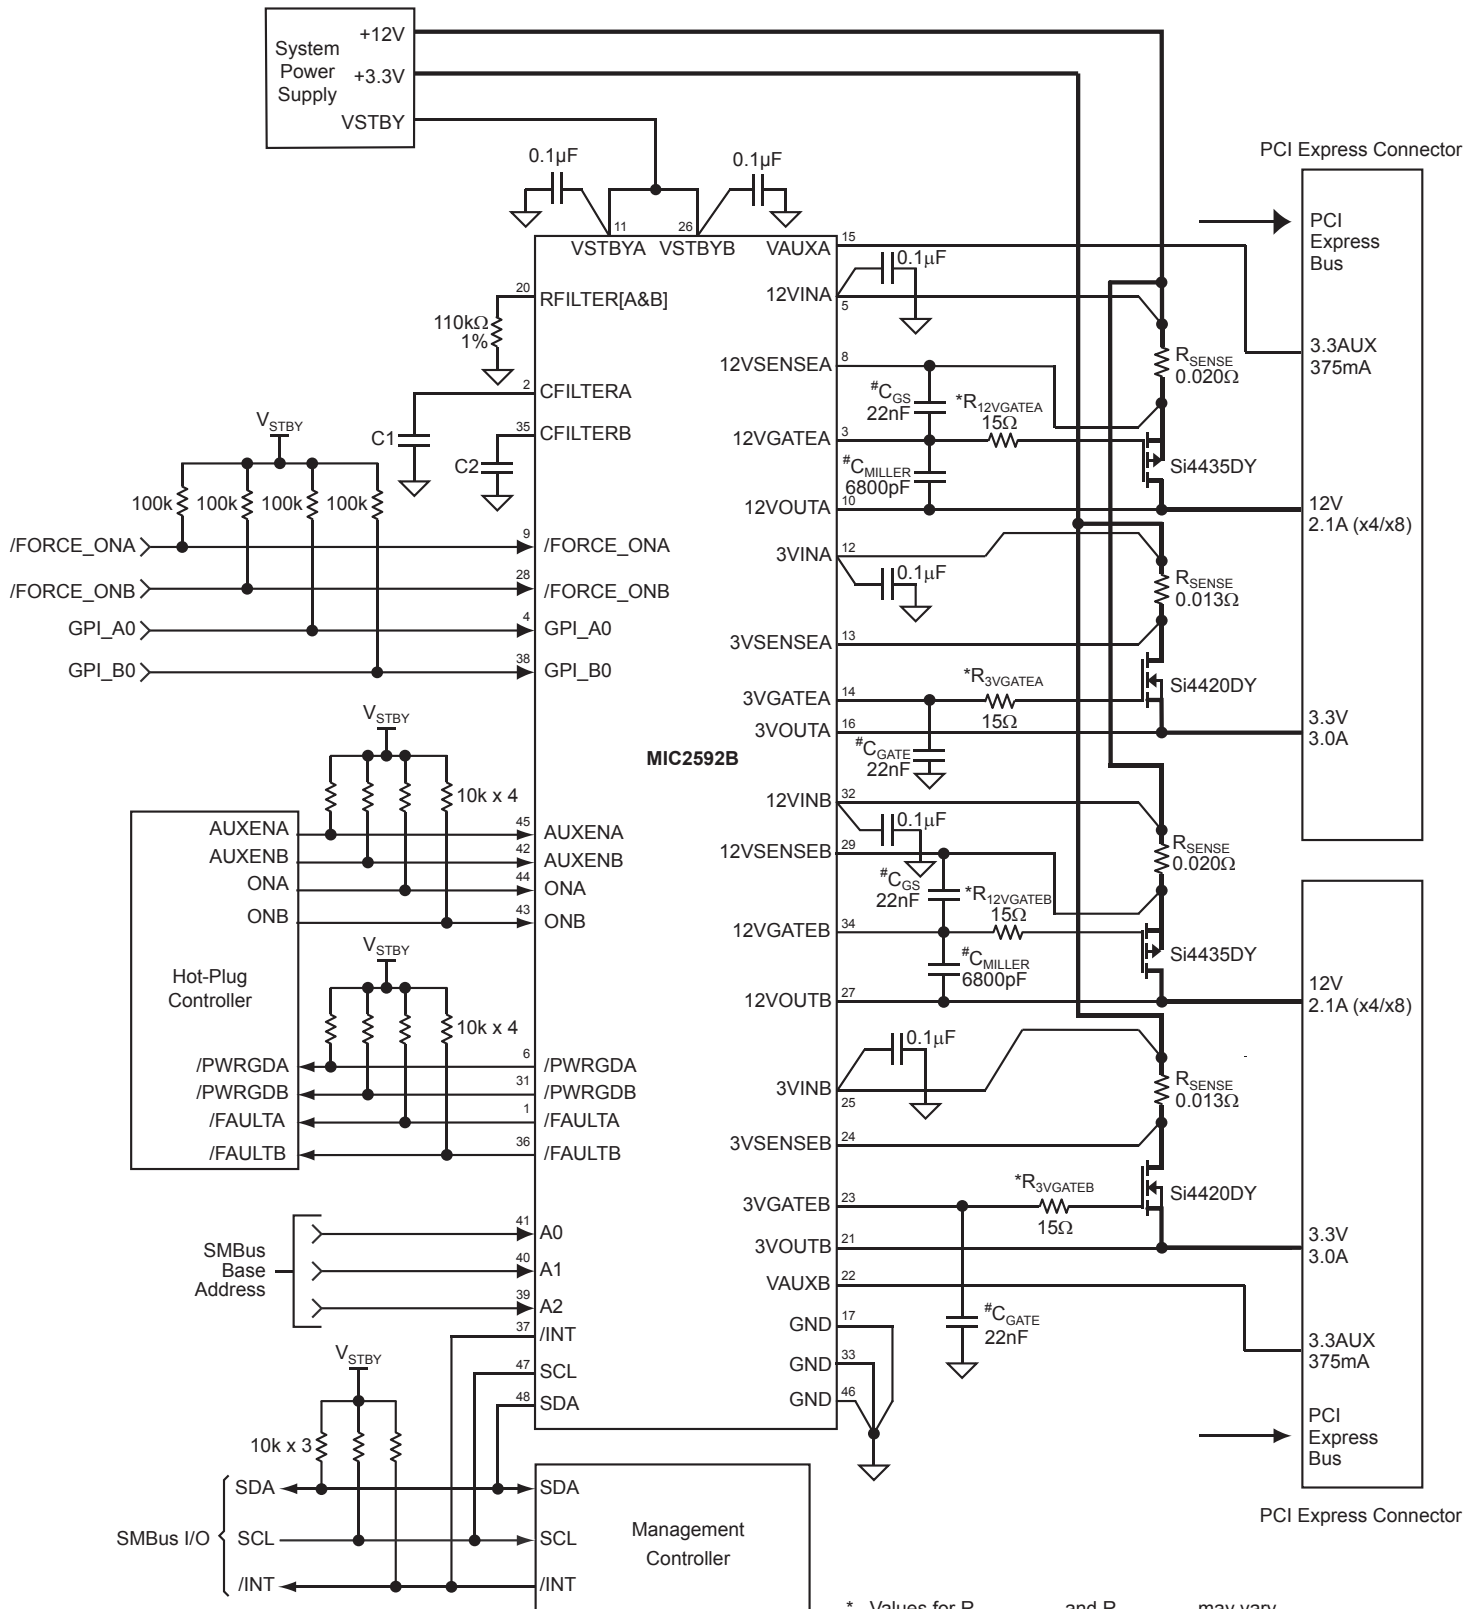 System
Power
Supply
+12V
+3.3V
VSTBY
0.1µF
0.1µF
PCI Express Connector
11
26
VSTBYA
VSTBYB
VAUXA
15
PCI
Express
Bus
0.1µF
12VINA
5
20
RFILTER[A&B]
110kΩ
1%
12VSENSEA
8
RSENSE
0.020Ω
3.3AUX
375mA
2
CFILTERA
#CGS
22nF
*R12VGATEA
15Ω
VSTBY
C1
35
CFILTERB
C2
12VGATEA
3
#CMILLER
6800pF
Si4435DY
100k
100k
100k
100k
12VOUTA
10
12V
2.1A (x4/x8)
/FORCE_ONA
9
/FORCE_ONA
3VINA
12
0.1µF
RSENSE
0.013Ω
/FORCE_ONB
28
/FORCE_ONB
GPI_A0
4
GPI_A0
3VSENSEA
13
GPI_B0
38
GPI_B0
*R3VGATEA
15Ω
Si4420DY
3VGATEA
14
3VOUTA
16
3.3V
3.0A
VSTBY
#CGATE
22nF
MIC2592B
10k x 4
12VINB
32
0.1µF
AUXENA
45
AUXENA
AUXENB
42
AUXENB
ONA
44
ONA
ONB
43
ONB
12VSENSEB
29
RSENSE
0.020Ω
#CGS
22nF
*R12VGATEB
15Ω
12VGATEB
34
Si4435DY
VSTBY
Hot-Plug
Controller
#CMILLER
6800pF
12V
2.1A (x4/x8)
12VOUTB
27
10k x 4
0.1µF
/PWRGDA
6
/PWRGDA
/PWRGDB
31
/PWRGDB
/FAULTA
1
/FAULTA
/FAULTB
36
/FAULTB
3VINB
25
RSENSE
0.013Ω
3VSENSEB
24
*R3VGATEB
15Ω
Si4420DY
3VGATEB
23
3VOUTB
21
3.3V
3.0A
SMBus
Base
Address
41
A0
40
A1
39
A2
VAUXB
22
#CGATE
22nF
3.3AUX
375mA
37
/INT
GND
17
GND
33
GND
46
VSTBY
47
SCL
48
SDA
PCI
Express
Bus
10k x 3
SMBus I/O
SDA
SDA
SCL
SCL
/INT
/INT
Management
Controller
PCI Express Connector
* Values for R
and R
may vary